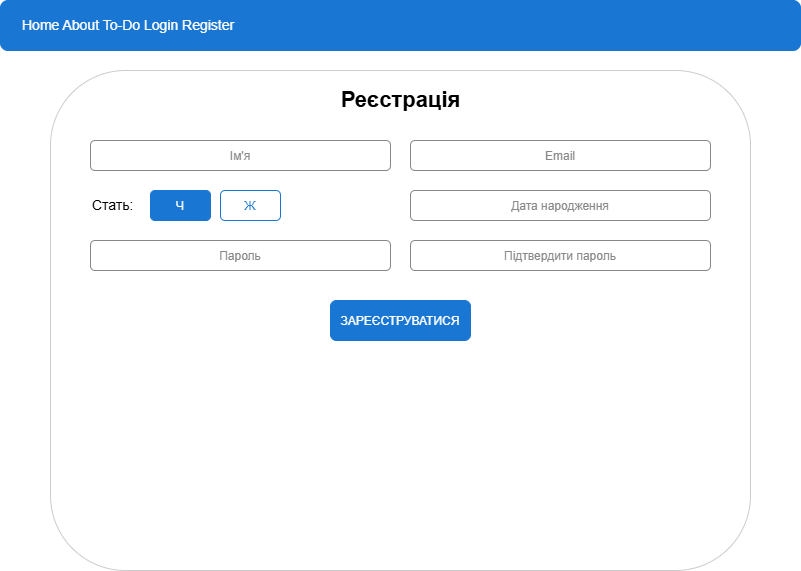 Home About To-Do Login Register
Реєстрація
Ім'я Email
Стать: Ч Ж Дата народження
Пароль Підтвердити пароль
ЗАРЕЄСТРУВАТИСЯ